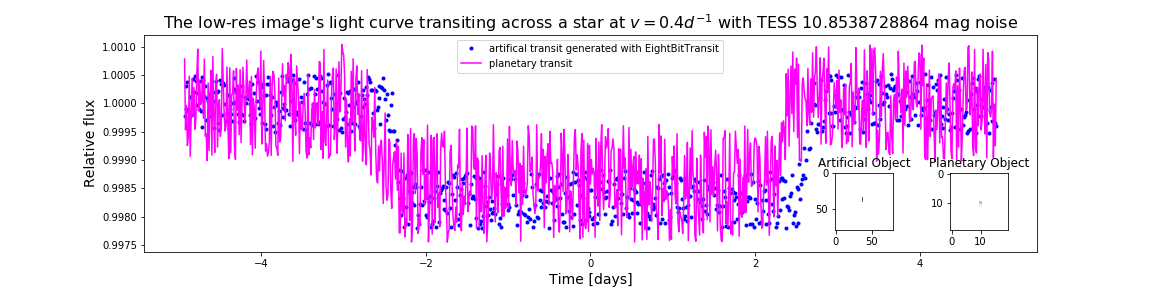 The low-res image's light curve transiting across a star at v = 0.4d⁻¹ with TESS 10.8538728864 mag noise
artifical transit generated with EightBitTransit
planetary transit
Relative flux
1.0010
1.0005
1.0000
0.9995
0.9990
0.9985
0.9980
0.9975
Artificial Object
0
50
0 50
Planetary Object
0
10
0 10
−4 −2 0 2 4
Time [days]